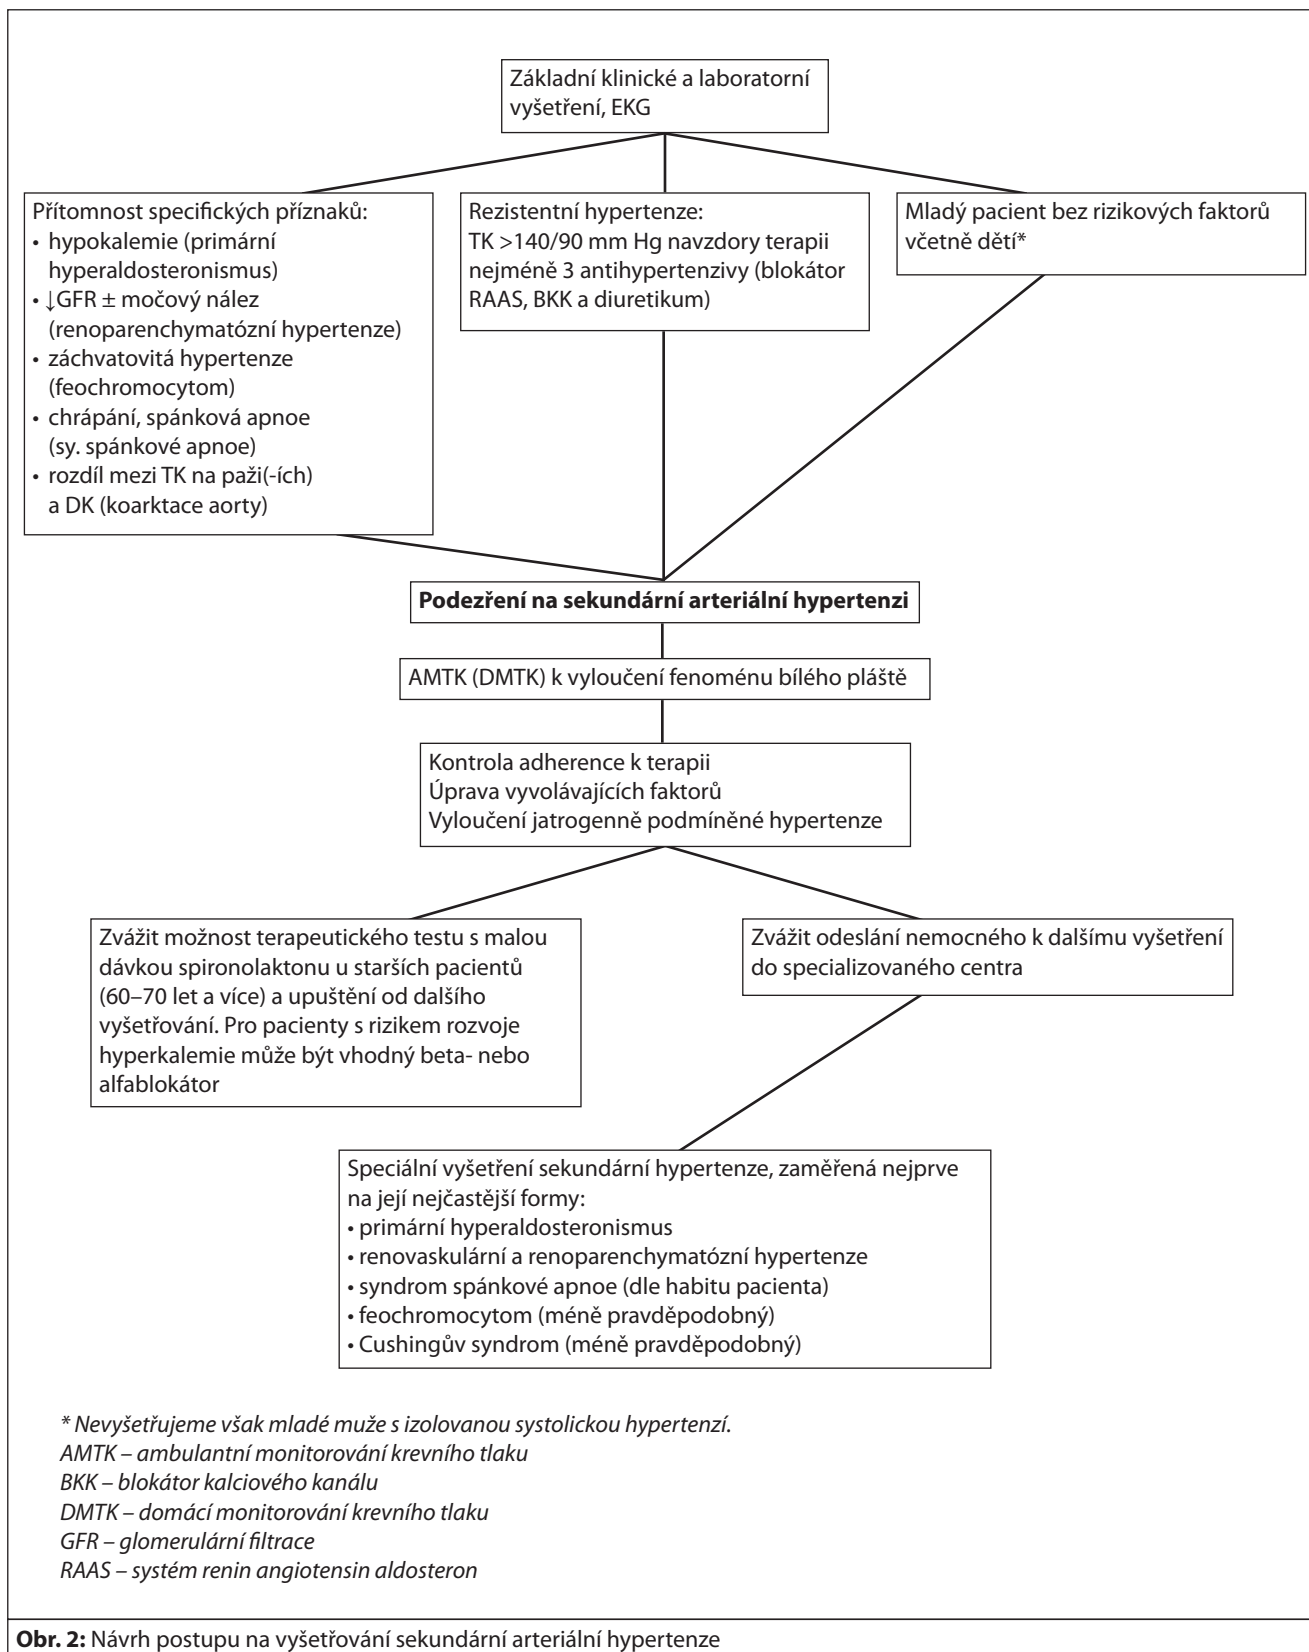 Základní klinické a laboratorní
vyšetření, EKG
Přítomnost specifických příznaků:
• hypokalemie (primární
hyperaldosteronismus)
• ↓GFR ± močový nález
(renoparenchymatózní hypertenze)
• záchvatovitá hypertenze
(feochromocytom)
• chrápání, spánková apnoe
(sy. spánkové apnoe)
• rozdíl mezi TK na paži(-ích)
a DK (koarktace aorty)
Rezistentní hypertenze:
TK >140/90 mm Hg navzdory terapii
nejméně 3 antihypertenzivy (blokátor
RAAS, BKK a diuretikum)
Mladý pacient bez rizikových faktorů
včetně dětí*
Podezření na sekundární arteriální hypertenzi
AMTK (DMTK) k vyloučení fenoménu bílého pláště
Kontrola adherence k terapii
Úprava vyvolávajících faktorů
Vyloučení jatrogenně podmíněné hypertenze
Zvážit možnost terapeutického testu s malou
dávkou spironolaktonu u starších pacientů
(60–70 let a více) a upuštění od dalšího
vyšetřování. Pro pacienty s rizikem rozvoje
hyperkalemie může být vhodný beta- nebo
alfablokátor
Zvážit odeslání nemocného k dalšímu vyšetření
do specializovaného centra
Speciální vyšetření sekundární hypertenze, zaměřená nejprve
na její nejčastější formy:
• primární hyperaldosteronismus
• renovaskulární a renoparenchymatózní hypertenze
• syndrom spánkové apnoe (dle habitu pacienta)
• feochromocytom (méně pravděpodobný)
• Cushingův syndrom (méně pravděpodobný)
* Nevyšetřujeme však mladé muže s izolovanou systolickou hypertenzí.
AMTK – ambulantní monitorování krevního tlaku
BKK – blokátor kalciového kanálu
DMTK – domácí monitorování krevního tlaku
GFR – glomerulární filtrace
RAAS – systém renin angiotensin aldosteron
Obr. 2: Návrh postupu na vyšetřování sekundární arteriální hypertenze